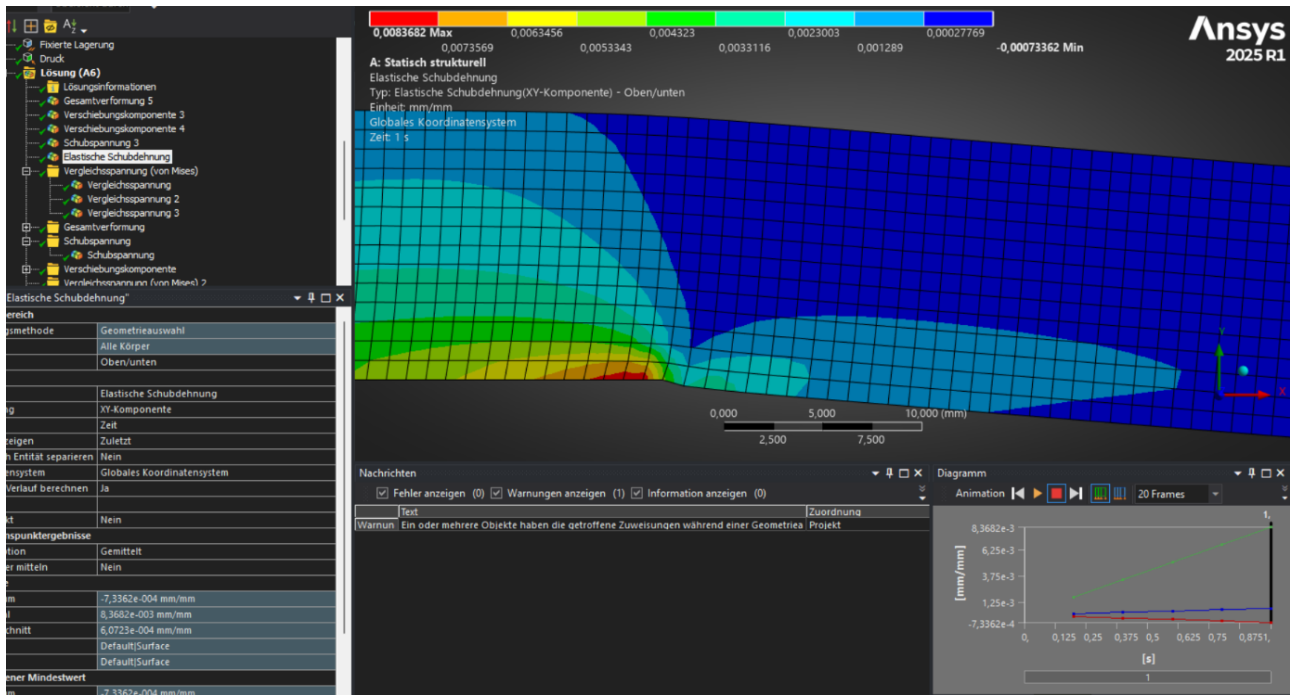 Fixierte Lagerung
Druck
Lösung (A6)
Lösungsinformationen
Gesamtverformung 5
Verschiebungskomponente 3
Verschiebungskomponente 4
Schubspannung 3
Elastische Schubdehnung
Vergleichsspannung (von Mises)
Vergleichsspannung
Vergleichsspannung 2
Vergleichsspannung 3
Gesamtverformung
Schubspannung
Schubspannung
Verschiebungskomponente
Vergleichsspannung (von Mises) 2
"Elastische Schubdehnung"
bereich
gsmethode Geometrieauswahl
Alle Körper
Oben/unten
Elastische Schubdehnung
ng XY-Komponente
Zeit
zeigen Zuletzt
h Entität separieren Nein
ensystem Globales Koordinatensystem
Verlauf berechnen Ja
kt Nein
nspunktergebnisse
ption Gemittelt
er mitteln Nein
e
m -7,3362e-004 mm/mm
al 8,3682e-003 mm/mm
schnitt 6,0723e-004 mm/mm
Default|Surface
Default|Surface
ener Mindestwert
m -7,3362e-004 mm/mm
0,0083682 Max 0,0063456 0,004323 0,0023003 0,00027769
0,0073569 0,0053343 0,0033116 0,001289 -0,00073362 Min
Ansys
2025 R1
A: Statisch strukturell
Elastische Schubdehnung
Typ: Elastische Schubdehnung(XY-Komponente) - Oben/unten
Einheit: mm/mm
Globales Koordinatensystem
Zeit: 1 s
Y
X
0,000 5,000 10,000 (mm)
2,500 7,500
Nachrichten
Fehler anzeigen (0) Warnungen anzeigen (1) Information anzeigen (0)
Text Zuordnung
Warnun Ein oder mehrere Objekte haben die getroffene Zuweisungen während einer Geometriea Projekt
Diagramm
Animation 20 Frames
1,
8,3682e-3
6,25e-3
3,75e-3
1,25e-3
-7,3362e-4
[mm/mm]
0, 0,125 0,25 0,375 0,5 0,625 0,75 0,8751,
[s]
1